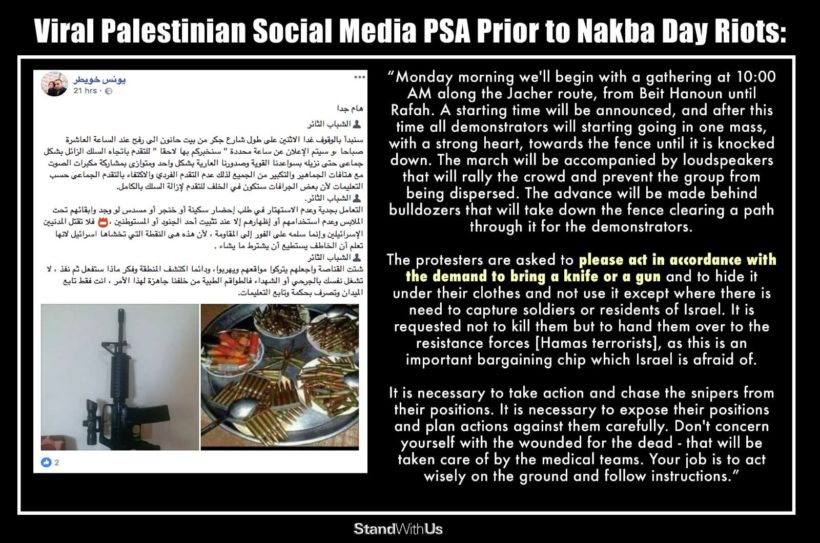 Viral Palestinian Social Media PSA Prior to Nakba Day Riots:
يونس خويطر
21 hrs ·
هام جدا
الشباب الثائر
سنبدأ بالوقوف غدا الاثنين على طول شارع جكر من بيت حانون الى رفح عند الساعة العاشرة
صباحا ،و سيتم الإعلان عن ساعة محددة " سنخبركم بها لاحقا " للتقدم باتجاه السلك الزائل بشكل
جماعى حتى نزيله بسواعدنا القوية وصدورنا العارية بشكل واحد ومتوازى بمشاركة مكبرات الصوت
مع هتافات الجماهير والتكبير من الجميع لذلك عدم التقدم الفردي والاكتفاء بالتقدم الجماعى حسب
التعليمات لأن بعض الجرافات ستكون في الخلف للتقدم لإزالة السلك بالكامل.
الشباب الثائر
التعامل بجدية وعدم الاستهتار في طلب إحضار سكينة أو خنجر أو مسدس لو وجد وابقائهم تحت
الملابس وعدم استخدامهم أو إظهارهم إلا عند تثبيت أحد الجنود أو المستوطنين ، فلا تقتل المدنيين
الإسرائيلين وإنما سلمه على الفور إلى المقاومة ، لأن هذه هى النقطة التي تخشاها اسرائيل لانها
تعلم أن الخاطف يستطيع أن يشترط ما يشاء .
الشباب الثائر
شتت القناصة واجعلهم يتركوا مواقعهم ويهربوا، ودائما اكتشف المنطقة وفكر ماذا ستفعل ثم نفذ ، لا
تشغل نفسك بالجرحي أو الشهداء، فالطواقم الطبية من خلفنا جاهزة لهذا الأمر ، انت فقط تابع
الميدان وتصرف بحكمة وتابع التعليمات.
2
“Monday morning we'll begin with a gathering at 10:00
AM along the Jacher route, from Beit Hanoun until
Rafah. A starting time will be announced, and after this
time all demonstrators will starting going in one mass,
with a strong heart, towards the fence until it is knocked
down. The march will be accompanied by loudspeakers
that will rally the crowd and prevent the group from
being dispersed. The advance will be made behind
bulldozers that will take down the fence clearing a path
through it for the demonstrators.
The protesters are asked to please act in accordance with
the demand to bring a knife or a gun and to hide it
under their clothes and not use it except where there is
need to capture soldiers or residents of Israel. It is
requested not to kill them but to hand them over to the
resistance forces [Hamas terrorists], as this is an
important bargaining chip which Israel is afraid of.
It is necessary to take action and chase the snipers from
their positions. It is necessary to expose their positions
and plan actions against them carefully. Don't concern
yourself with the wounded for the dead - that will be
taken care of by the medical teams. Your job is to act
wisely on the ground and follow instructions.”
StandWithUs